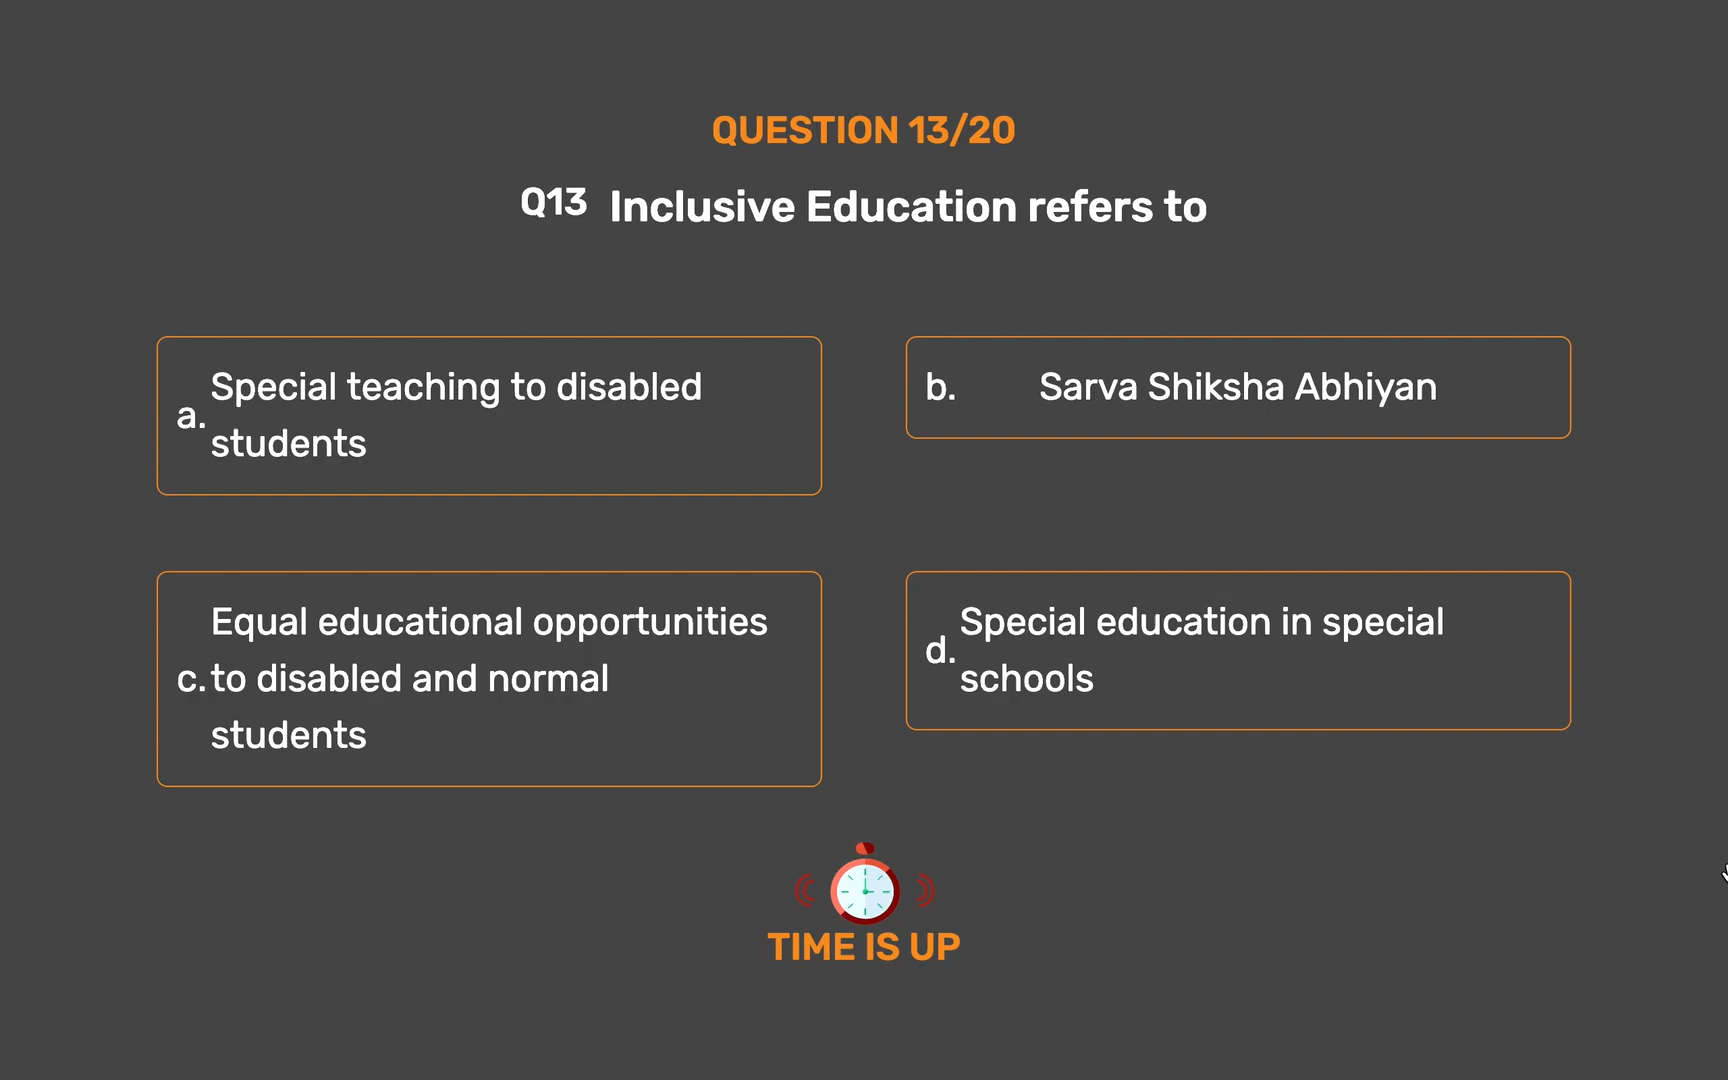 QUESTION 13/20
Q13 Inclusive Education refers to
a. Special teaching to disabled
students
b. Sarva Shiksha Abhiyan
c. Equal educational opportunities
to disabled and normal
students
d. Special education in special
schools
TIME IS UP